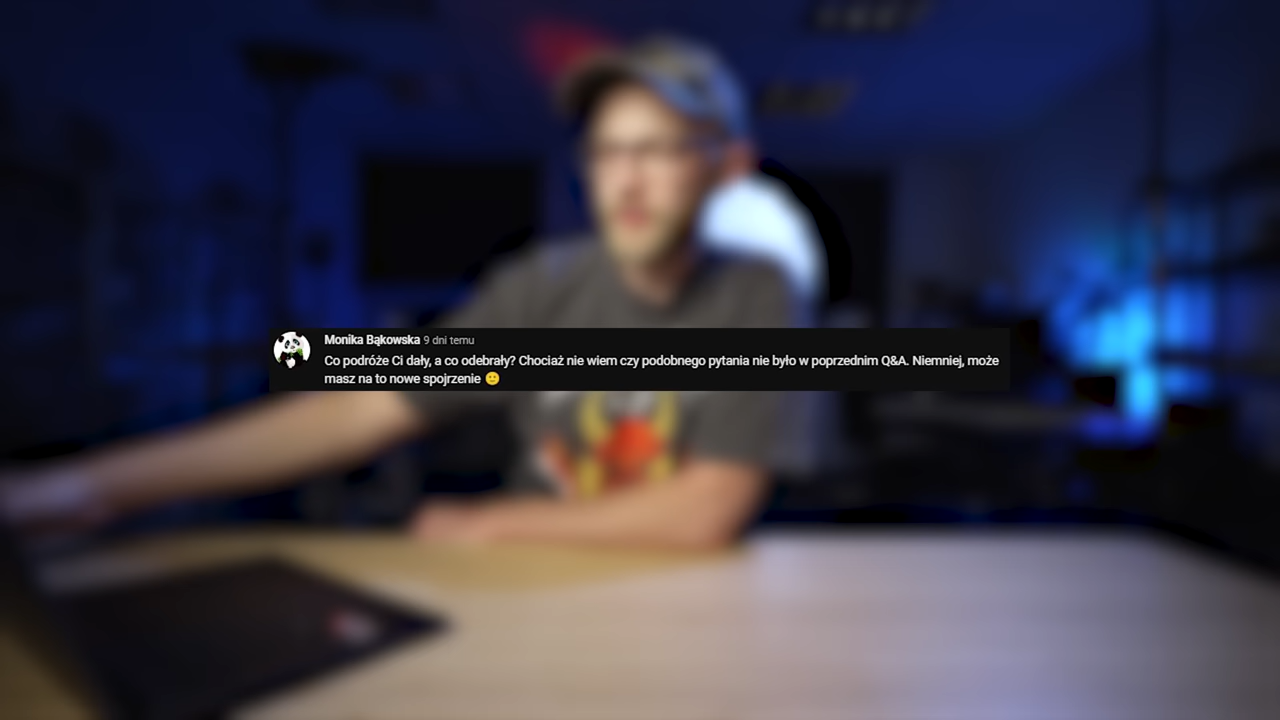 Monika Bąkowska 9 dni temu
Co podróże Ci dały, a co odebrały? Chociaż nie wiem czy podobnego pytania nie było w poprzednim Q&A. Niemniej, może
masz na to nowe spojrzenie 🙂